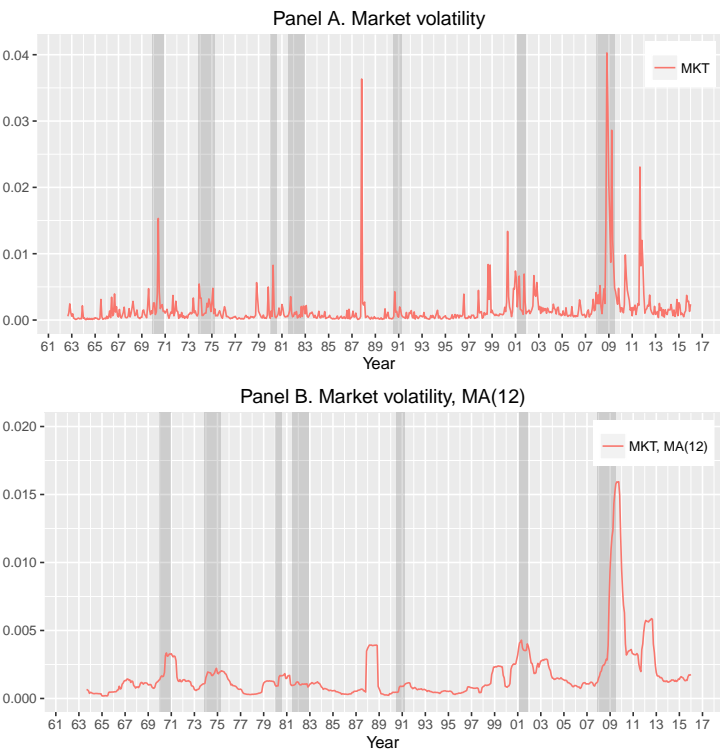 Panel A. Market volatility
0.04
0.03
0.02
0.01
0.00
MKT
61 63 65 67 69 71 73 75 77 79 81 83 85 87 89 91 93 95 97 99 01 03 05 07 09 11 13 15 17
Year
Panel B. Market volatility, MA(12)
0.020
0.015
0.010
0.005
0.000
MKT, MA(12)
61 63 65 67 69 71 73 75 77 79 81 83 85 87 89 91 93 95 97 99 01 03 05 07 09 11 13 15 17
Year